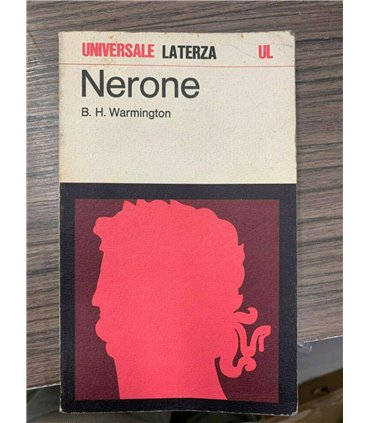 UNIVERSALE LATERZA UL
Nerone
B. H. Warmington